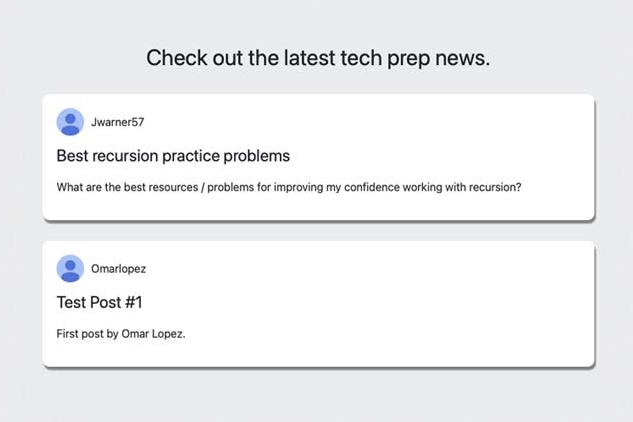 Check out the latest tech prep news.
Jwarner57
Best recursion practice problems
What are the best resources / problems for improving my confidence working with recursion?
Omarlopez
Test Post #1
First post by Omar Lopez.